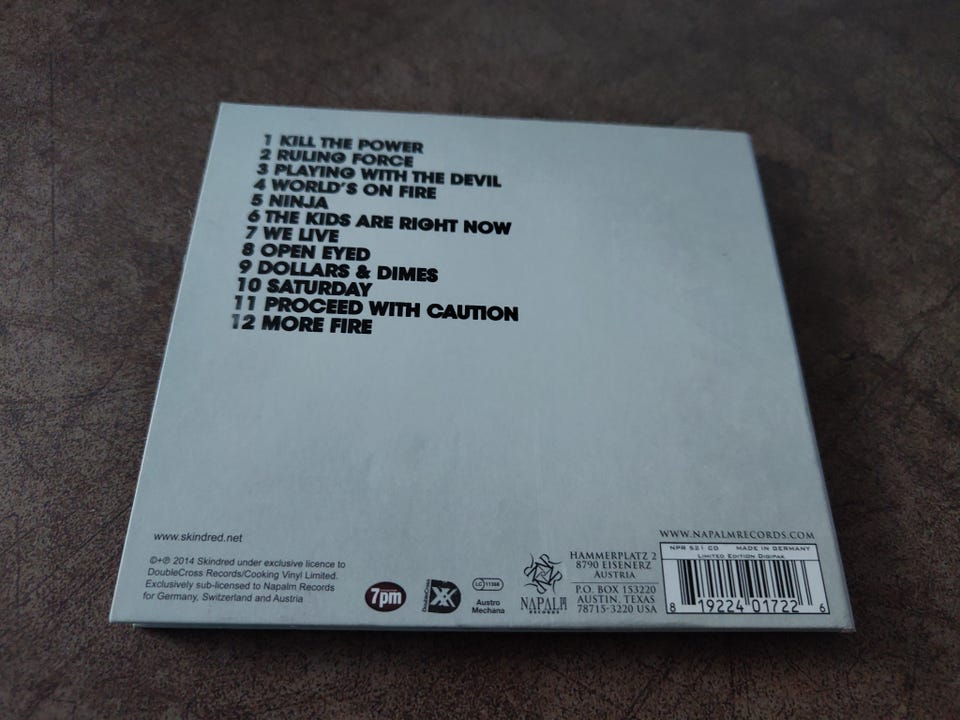 1 KILL THE POWER
2 RULING FORCE
3 PLAYING WITH THE DEVIL
4 WORLD'S ON FIRE
5 NINJA
6 THE KIDS ARE RIGHT NOW
7 WE LIVE
8 OPEN EYED
9 DOLLARS & DIMES
10 SATURDAY
11 PROCEED WITH CAUTION
12 MORE FIRE
www.skindred.net
©+℗ 2014 Skindred under exclusive licence to
DoubleCross Records/Cooking Vinyl Limited.
Exclusively sub-licensed to Napalm Records
for Germany, Switzerland and Austria
7pm
DoubleCross
XX
LC 11368
Austro
Mechana
NAPALM
RECORDS
HAMMERPLATZ 2
8790 EISENERZ
AUSTRIA
P.O. BOX 153220
AUSTIN, TEXAS
78715-3220 USA
WWW.NAPALMRECORDS.COM
NPR 521 CD MADE IN GERMANY
LIMITED EDITION DIGIPAK
8 19224 01722 6